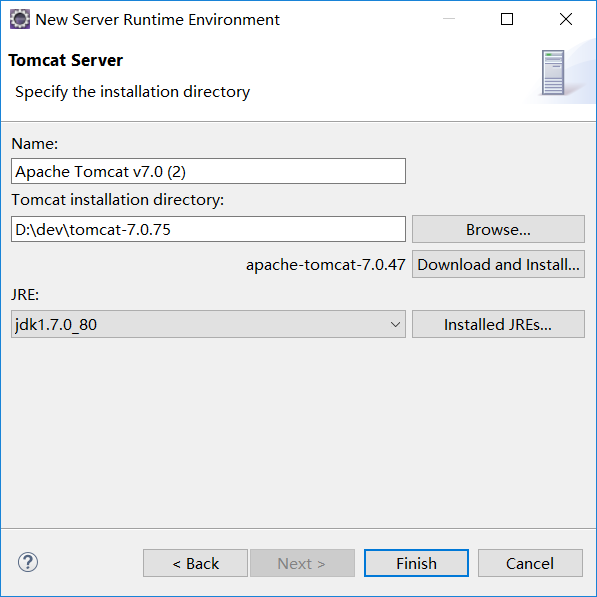 New Server Runtime Environment
Tomcat Server
Specify the installation directory
Name:
Apache Tomcat v7.0 (2)
Tomcat installation directory:
D:\dev\tomcat-7.0.75
Browse...
apache-tomcat-7.0.47
Download and Install...
JRE:
jdk1.7.0_80
Installed JREs...
?
< Back
Next >
Finish
Cancel